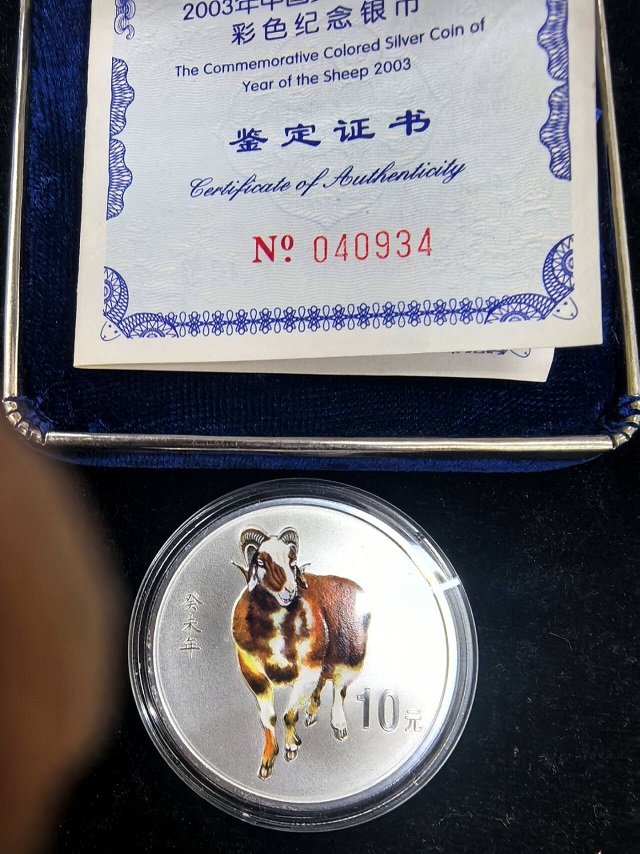 2003年中国
彩色纪念银币
The Commemorative Colored Silver Coin of
Year of the Sheep 2003
鉴定证书
Certificate of Authenticity
Nº 040934
癸未年
10元